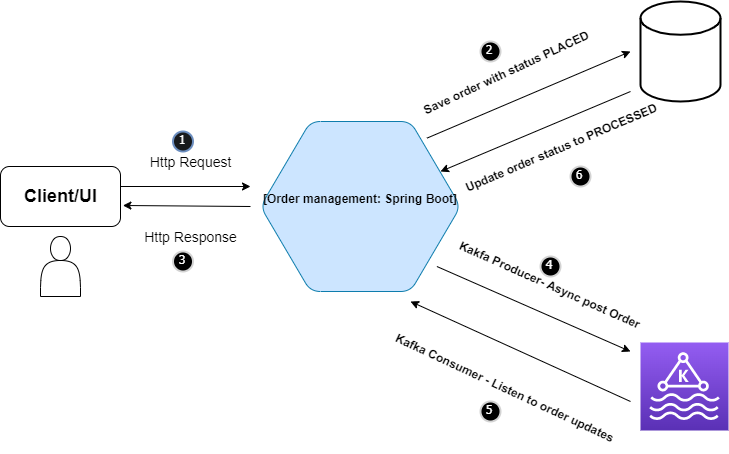 2
Save order with status PLACED
1
Http Request
Client/UI
[Order management: Spring Boot]
Update order status to PROCESSED
6
Http Response
3
4
Kakfa Producer- Async post Order
K
Kafka Consumer - Listen to order updates
5